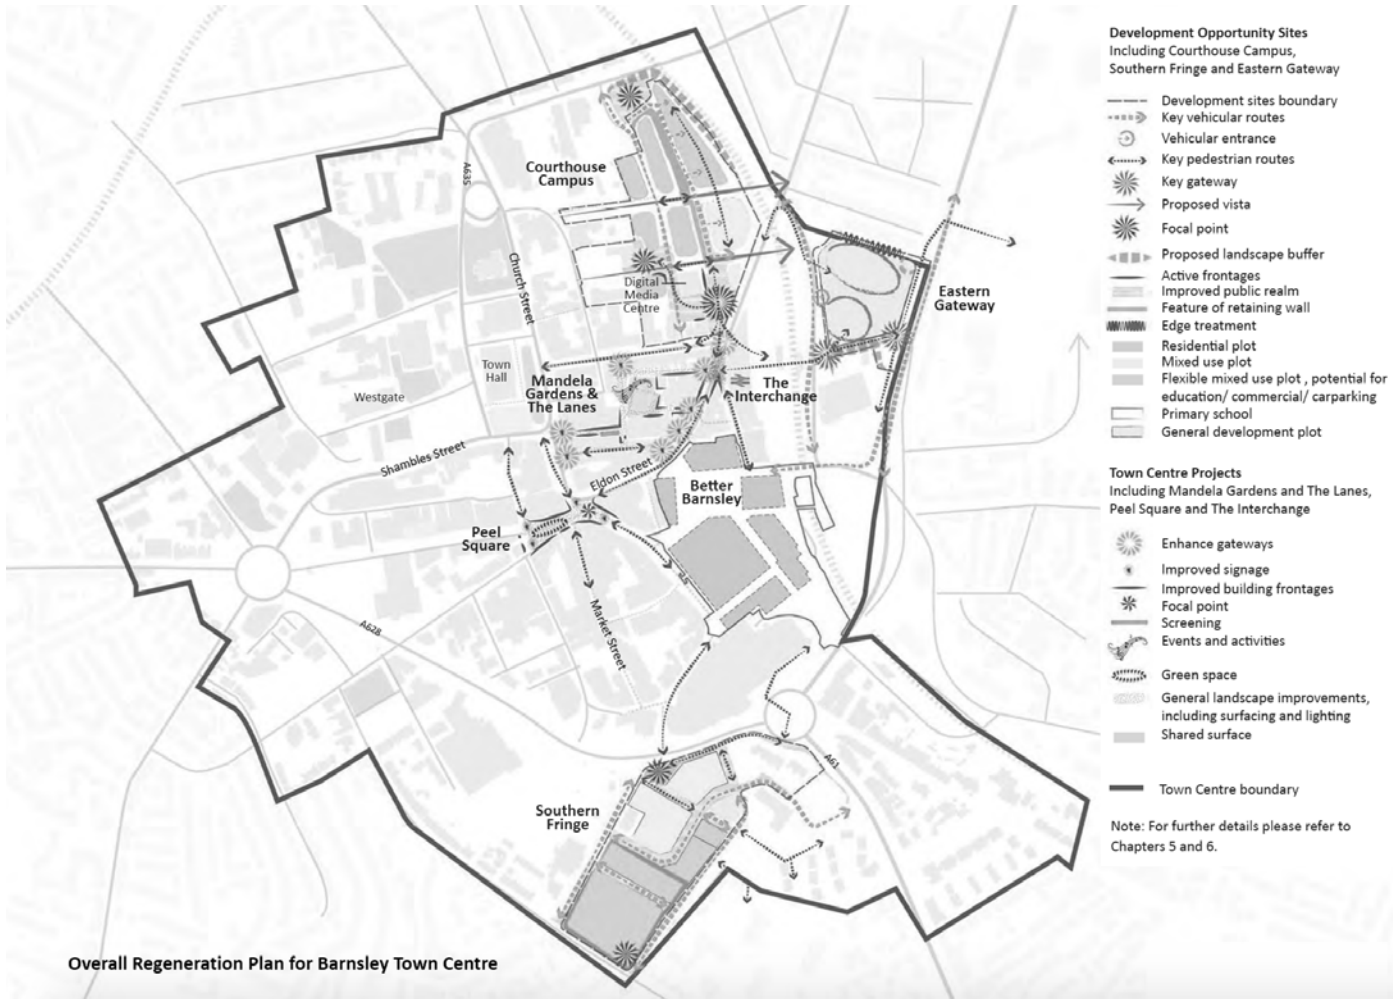 Development Opportunity Sites
Including Courthouse Campus,
Southern Fringe and Eastern Gateway
Development sites boundary
Key vehicular routes
Vehicular entrance
Key pedestrian routes
Key gateway
Proposed vista
Focal point
Proposed landscape buffer
Active frontages
Improved public realm
Feature of retaining wall
Edge treatment
Residential plot
Mixed use plot
Flexible mixed use plot , potential for
education/ commercial/ carparking
Primary school
General development plot
Town Centre Projects
Including Mandela Gardens and The Lanes,
Peel Square and The Interchange
Enhance gateways
Improved signage
Improved building frontages
Focal point
Screening
Events and activities
Green space
General landscape improvements,
including surfacing and lighting
Shared surface
Town Centre boundary
Note: For further details please refer to
Chapters 5 and 6.
A635
Courthouse
Campus
Church Street
Digital
Media
Centre
Eastern
Gateway
Town
Hall
Mandela
Gardens &
The Lanes
The
Interchange
Westgate
Shambles Street
Eldon Street
Better
Barnsley
Peel
Square
Market Street
A628
A61
Southern
Fringe
Overall Regeneration Plan for Barnsley Town Centre